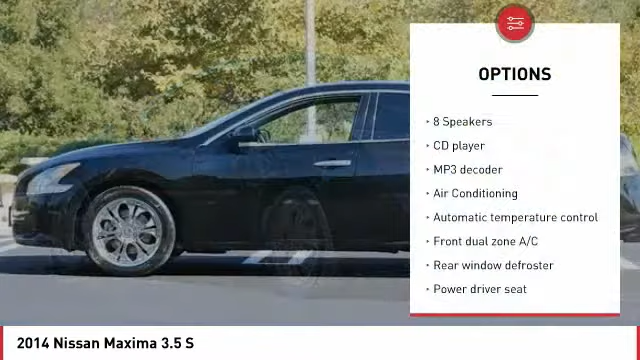 OPTIONS
• 8 Speakers
• CD player
• MP3 decoder
• Air Conditioning
• Automatic temperature control
• Front dual zone A/C
• Rear window defroster
• Power driver seat
2014 Nissan Maxima 3.5 S